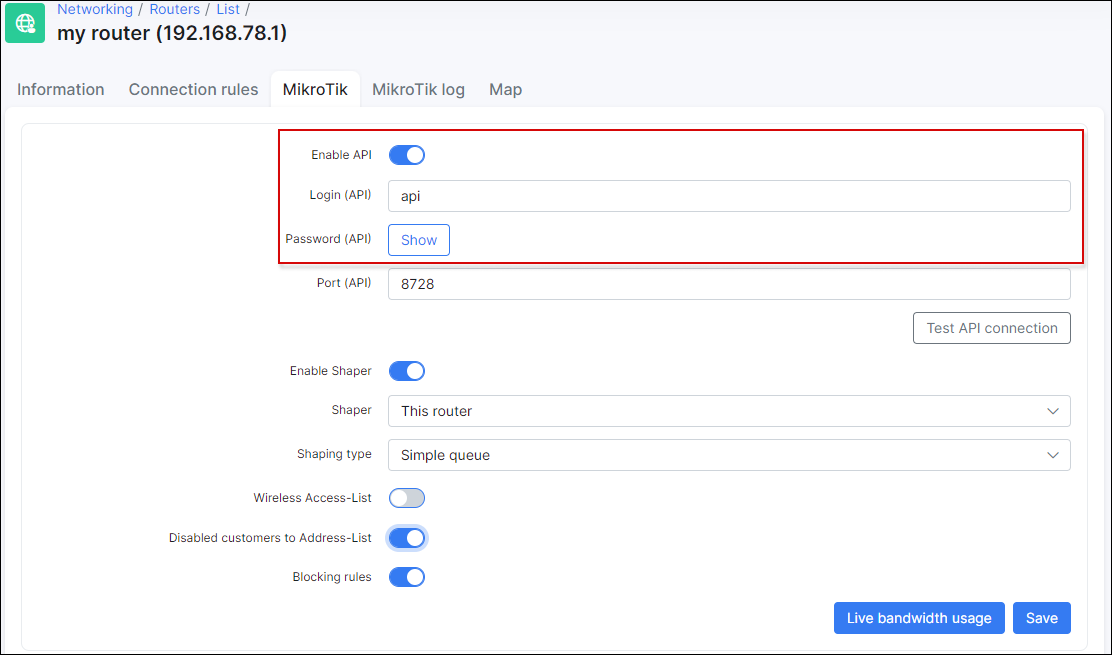 Networking / Routers / List /
my router (192.168.78.1)
Information Connection rules MikroTik MikroTik log Map
Enable API
Login (API) api
Password (API) Show
Port (API) 8728
Test API connection
Enable Shaper
Shaper This router
Shaping type Simple queue
Wireless Access-List
Disabled customers to Address-List
Blocking rules
Live bandwidth usage Save